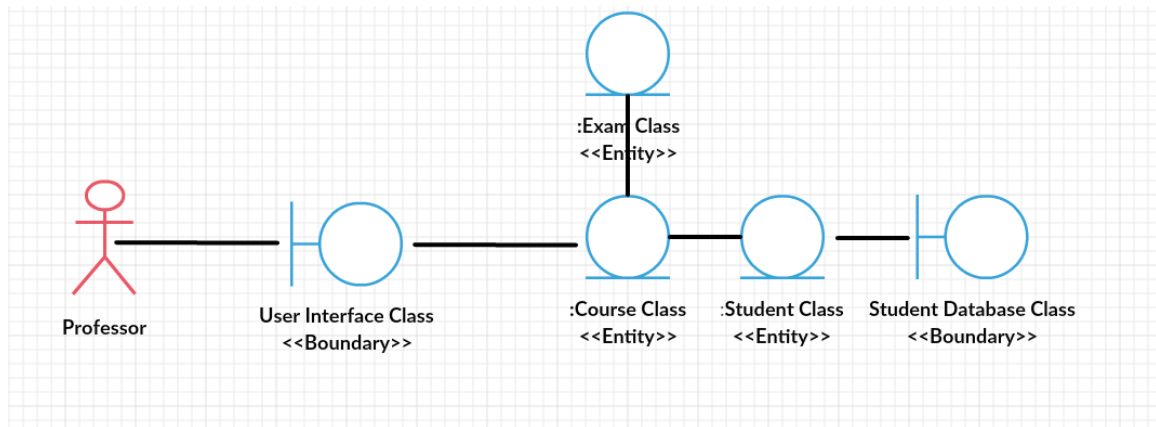 :Exam Class
<<Entity>>
Professor
User Interface Class
<<Boundary>>
:Course Class
<<Entity>>
:Student Class
<<Entity>>
Student Database Class
<<Boundary>>